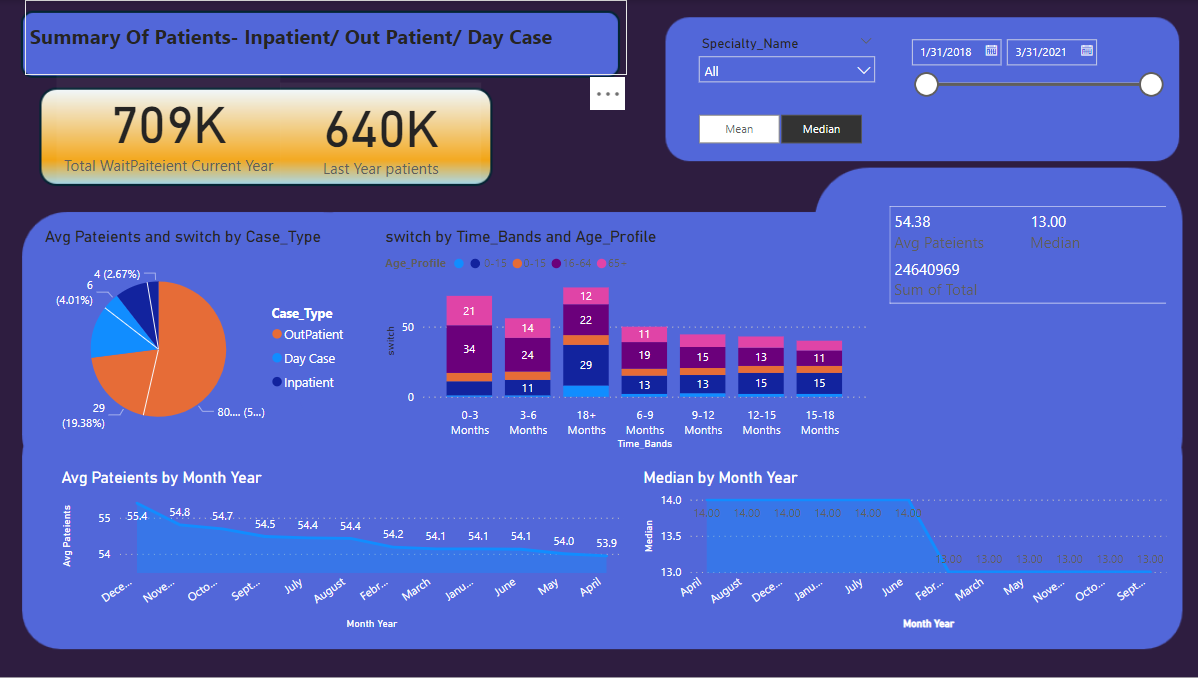 Summary Of Patients- Inpatient/ Out Patient/ Day Case
709K
Total WaitPaiteient Current Year
640K
Last Year patients
Specialty_Name
All
1/31/2018
3/31/2021
Mean
Median
54.38
Avg Pateients
13.00
Median
24640969
Sum of Total
Avg Pateients and switch by Case_Type
4 (2.67%)
6
(4.01%)
29
(19.38%)
80.... (5...)
Case_Type
OutPatient
Day Case
Inpatient
switch by Time_Bands and Age_Profile
Age_Profile 0-15 0-15 16-64 65+
switch
50
0
21
34
14
24
11
12
22
29
11
19
13
15
13
13
15
11
15
0-3
Months
3-6
Months
18+
Months
6-9
Months
9-12
Months
12-15
Months
15-18
Months
Time_Bands
Avg Pateients by Month Year
Avg Pateients
55
54
55.4
54.8
54.7
54.5
54.4
54.4
54.2
54.1
54.1
54.1
54.0
53.9
Dece...
Nove...
Octo...
Sept...
July
August
Febr...
March
Janu...
June
May
April
Month Year
Median by Month Year
Median
14.0
13.5
13.0
14.00 14.00 14.00 14.00 14.00 14.00
13.00 13.00 13.00 13.00 13.00 13.00
April
August
Dece...
Janu...
July
June
Febr...
March
May
Nove...
Octo...
Sept...
Month Year